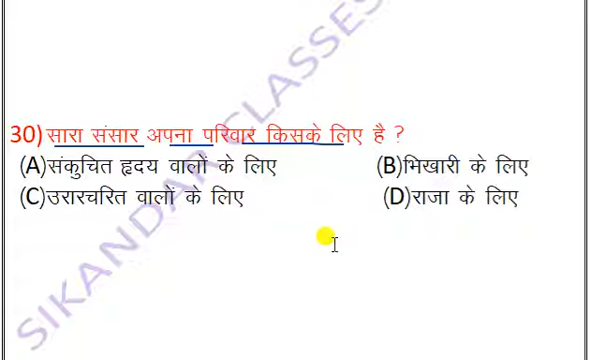 30) सारा संसार अपना परिवार किसके लिए है ?
(A)संकुचित हृदय वालों के लिए (B)भिखारी के लिए
(C)उरारचरित वालों के लिए (D)राजा के लिए
SIKANDAR CLASSES